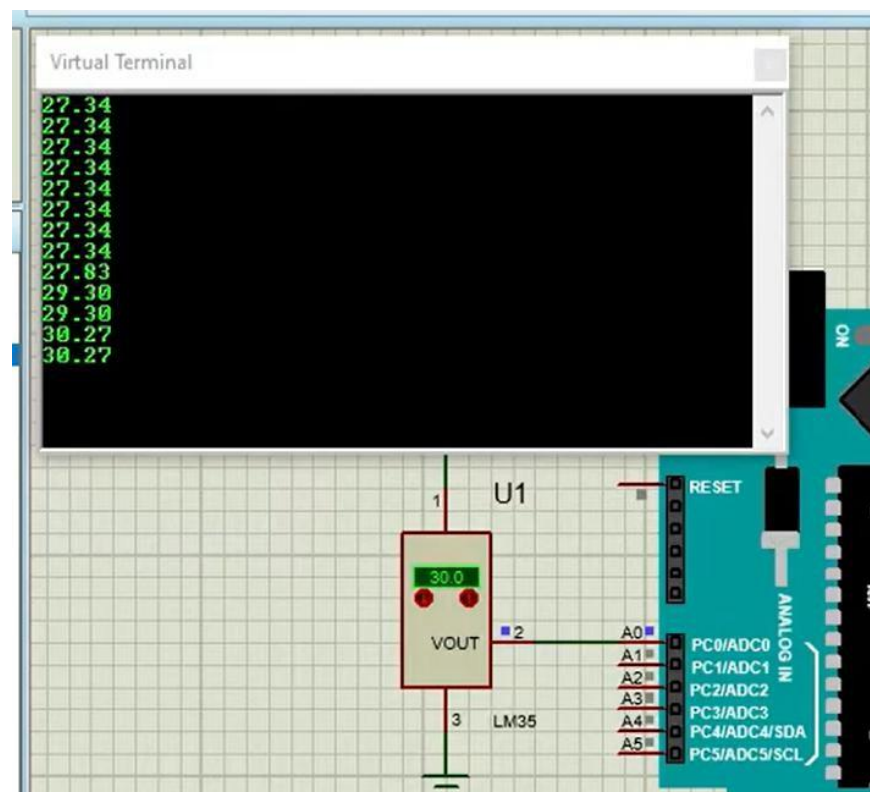 Virtual Terminal
27.34
27.34
27.34
27.34
27.34
27.34
27.34
27.34
27.83
29.30
29.30
30.27
30.27
ON
1
U1
RESET
30.0
VOUT
2
3
LM35
A0
A1
A2
A3
A4
A5
PC0/ADC0
PC1/ADC1
PC2/ADC2
PC3/ADC3
PC4/ADC4/SDA
PC5/ADC5/SCL
ANALOG IN